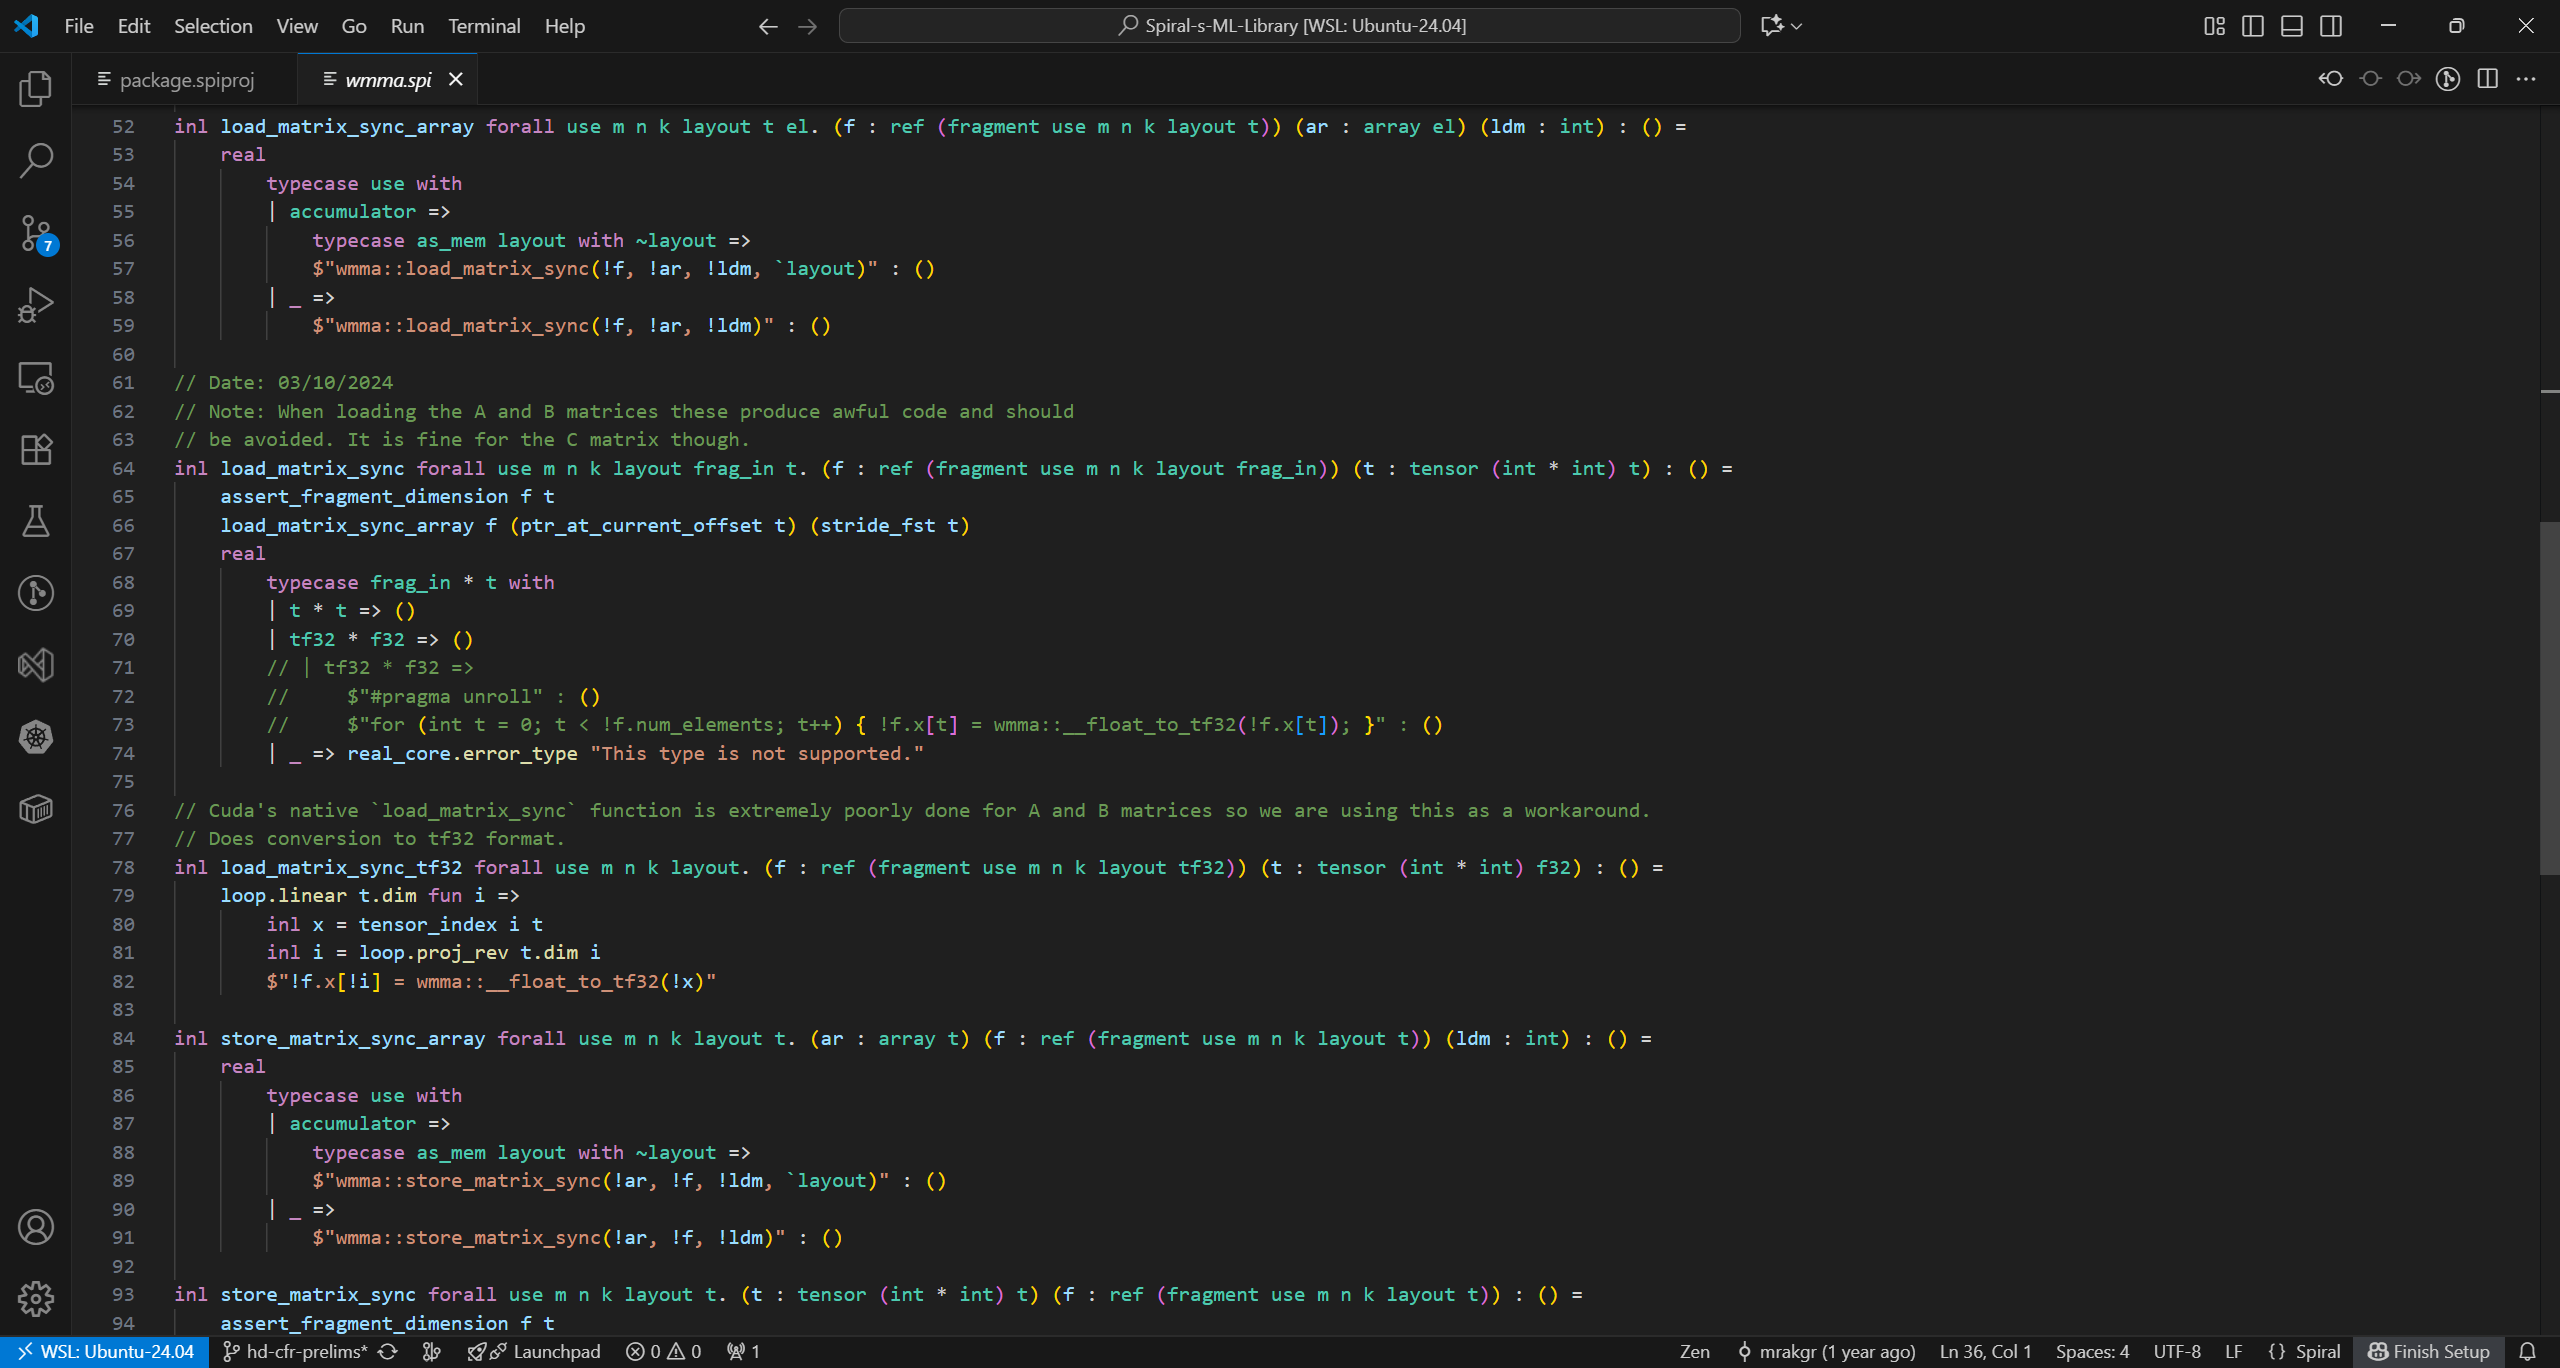 File Edit Selection View Go Run Terminal Help Spiral-s-ML-Library [WSL: Ubuntu-24.04]
package.spiproj wmma.spi
52 inl load_matrix_sync_array forall use m n k layout t el. (f : ref (fragment use m n k layout t)) (ar : array el) (ldm : int) : () =
53 real
54 typecase use with
55 | accumulator =>
56 typecase as_mem layout with ~layout =>
57 $"wmma::load_matrix_sync(!f, !ar, !ldm, `layout)" : ()
58 | _ =>
59 $"wmma::load_matrix_sync(!f, !ar, !ldm)" : ()
60
61 // Date: 03/10/2024
62 // Note: When loading the A and B matrices these produce awful code and should
63 // be avoided. It is fine for the C matrix though.
64 inl load_matrix_sync forall use m n k layout frag_in t. (f : ref (fragment use m n k layout frag_in)) (t : tensor (int * int) t) : () =
65 assert_fragment_dimension f t
66 load_matrix_sync_array f (ptr_at_current_offset t) (stride_fst t)
67 real
68 typecase frag_in * t with
69 | t * t => ()
70 | tf32 * f32 => ()
71 // | tf32 * f32 =>
72 // $"#pragma unroll" : ()
73 // $"for (int t = 0; t < !f.num_elements; t++) { !f.x[t] = wmma::__float_to_tf32(!f.x[t]); }" : ()
74 | _ => real_core.error_type "This type is not supported."
75
76 // Cuda's native `load_matrix_sync` function is extremely poorly done for A and B matrices so we are using this as a workaround.
77 // Does conversion to tf32 format.
78 inl load_matrix_sync_tf32 forall use m n k layout. (f : ref (fragment use m n k layout tf32)) (t : tensor (int * int) f32) : () =
79 loop.linear t.dim fun i =>
80 inl x = tensor_index i t
81 inl i = loop.proj_rev t.dim i
82 $"!f.x[!i] = wmma::__float_to_tf32(!x)"
83
84 inl store_matrix_sync_array forall use m n k layout t. (ar : array t) (f : ref (fragment use m n k layout t)) (ldm : int) : () =
85 real
86 typecase use with
87 | accumulator =>
88 typecase as_mem layout with ~layout =>
89 $"wmma::store_matrix_sync(!ar, !f, !ldm, `layout)" : ()
90 | _ =>
91 $"wmma::store_matrix_sync(!ar, !f, !ldm)" : ()
92
93 inl store_matrix_sync forall use m n k layout t. (t : tensor (int * int) t) (f : ref (fragment use m n k layout t)) : () =
94 assert_fragment_dimension f t
7
WSL: Ubuntu-24.04 hd-cfr-prelims* Launchpad 0 0 1 Zen mrakgr (1 year ago) Ln 36, Col 1 Spaces: 4 UTF-8 LF {} Spiral Finish Setup